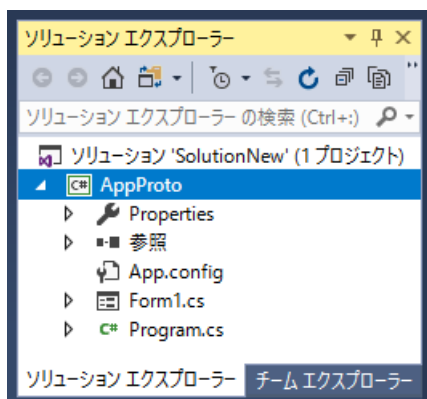 ソリューション エクスプローラー
ソリューション エクスプローラー の検索 (Ctrl+:)
ソリューション 'SolutionNew' (1 プロジェクト)
C# AppProto
Properties
参照
App.config
Form1.cs
C# Program.cs
ソリューション エクスプローラー チーム エクスプローラー